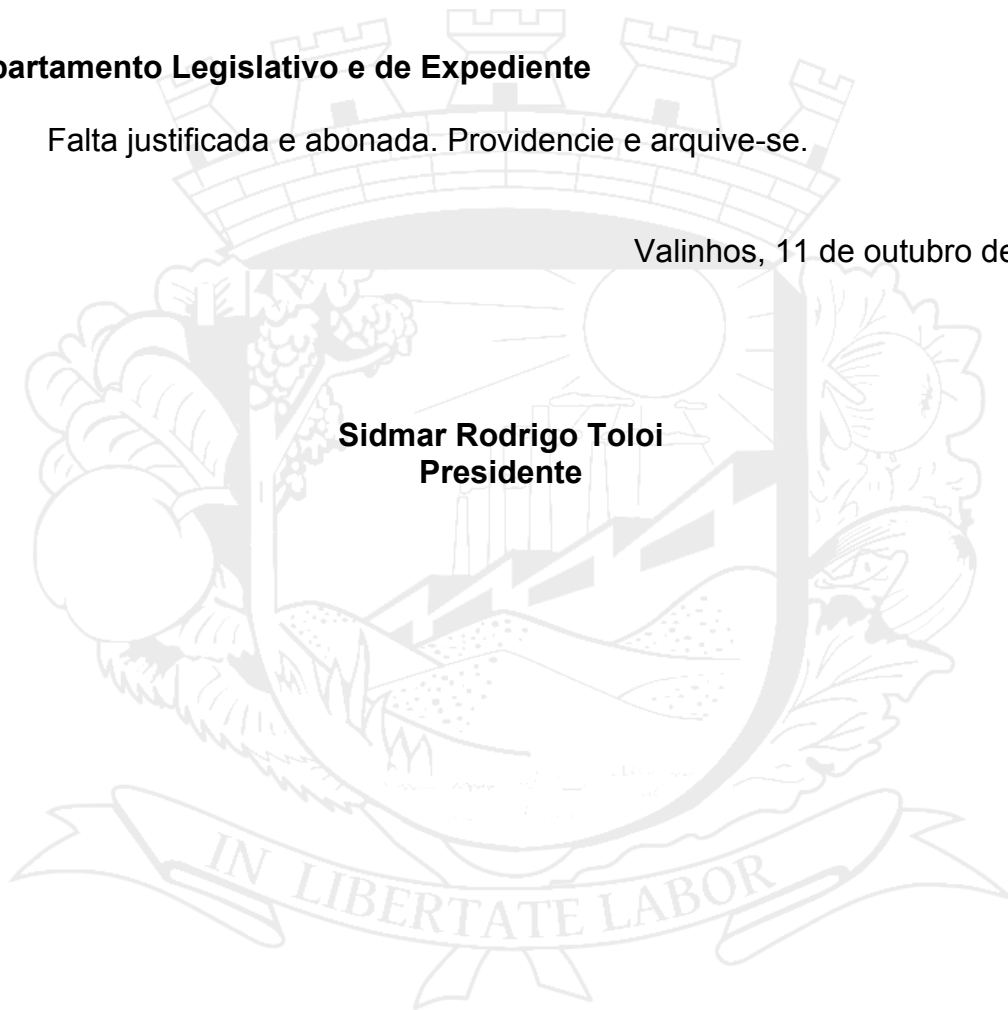 partamento Legislativo e de Expediente
Falta justificada e abonada. Providencie e arquive-se.
Valinhos, 11 de outubro de
Sidmar Rodrigo Toloi
Presidente
IN LIBERTATE LABOR